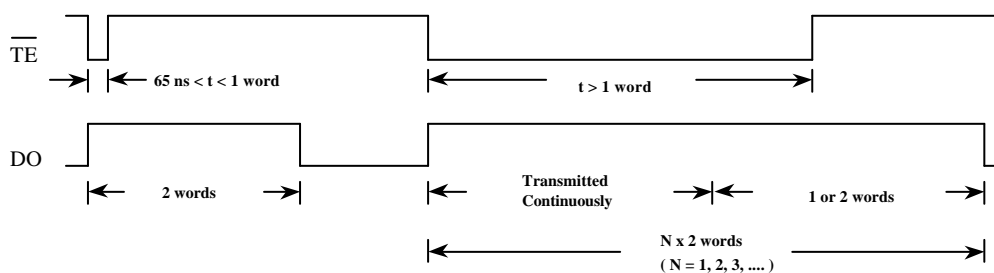 TE
65 ns < t < 1 word
t > 1 word
DO
2 words
Transmitted
Continuously
1 or 2 words
N x 2 words
( N = 1, 2, 3, .... )